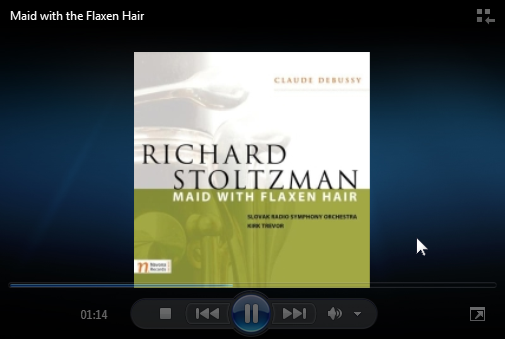 Maid with the Flaxen Hair
CLAUDE DEBUSSY
RICHARD
STOLTZMAN
MAID WITH FLAXEN HAIR
SLOVAK RADIO SYMPHONY ORCHESTRA
KIRK TREVOR
n
01:14